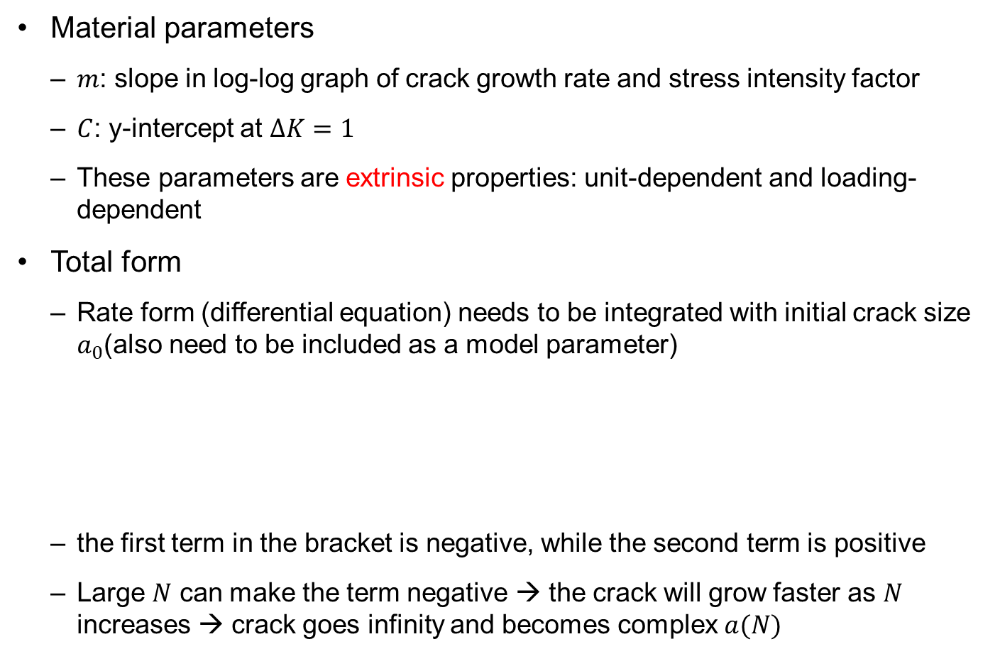 • Material parameters
– m: slope in log-log graph of crack growth rate and stress intensity factor
– C: y-intercept at ΔK = 1
– These parameters are extrinsic properties: unit-dependent and loading-
dependent
• Total form
– Rate form (differential equation) needs to be integrated with initial crack size
a₀(also need to be included as a model parameter)
– the first term in the bracket is negative, while the second term is positive
– Large N can make the term negative → the crack will grow faster as N
increases → crack goes infinity and becomes complex a(N)